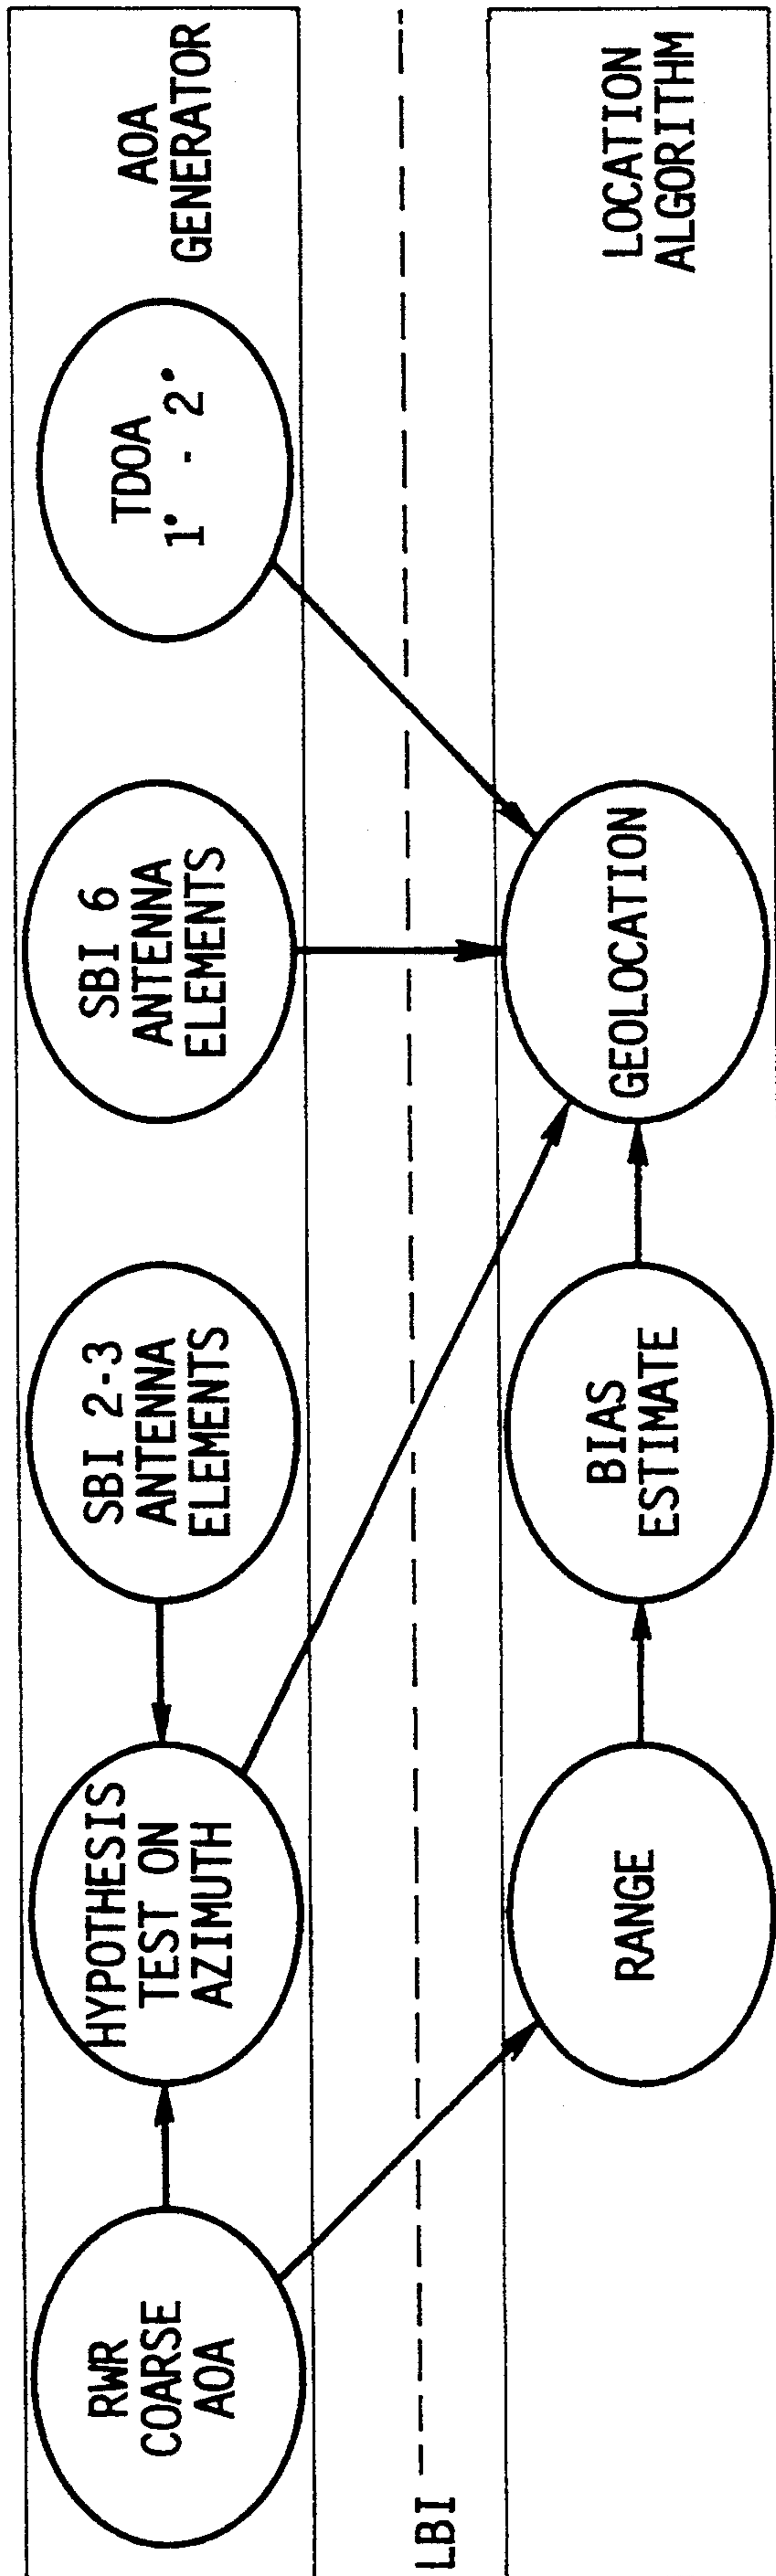 RWR
COARSE
AOA
HYPOTHESIS
TEST ON
AZIMUTH
SBI 2-3
ANTENNA
ELEMENTS
SBI 6
ANTENNA
ELEMENTS
TDOA
1° - 2°
AOA
GENERATOR
LBI
RANGE
BIAS
ESTIMATE
GEOLOCATION
LOCATION
ALGORITHM